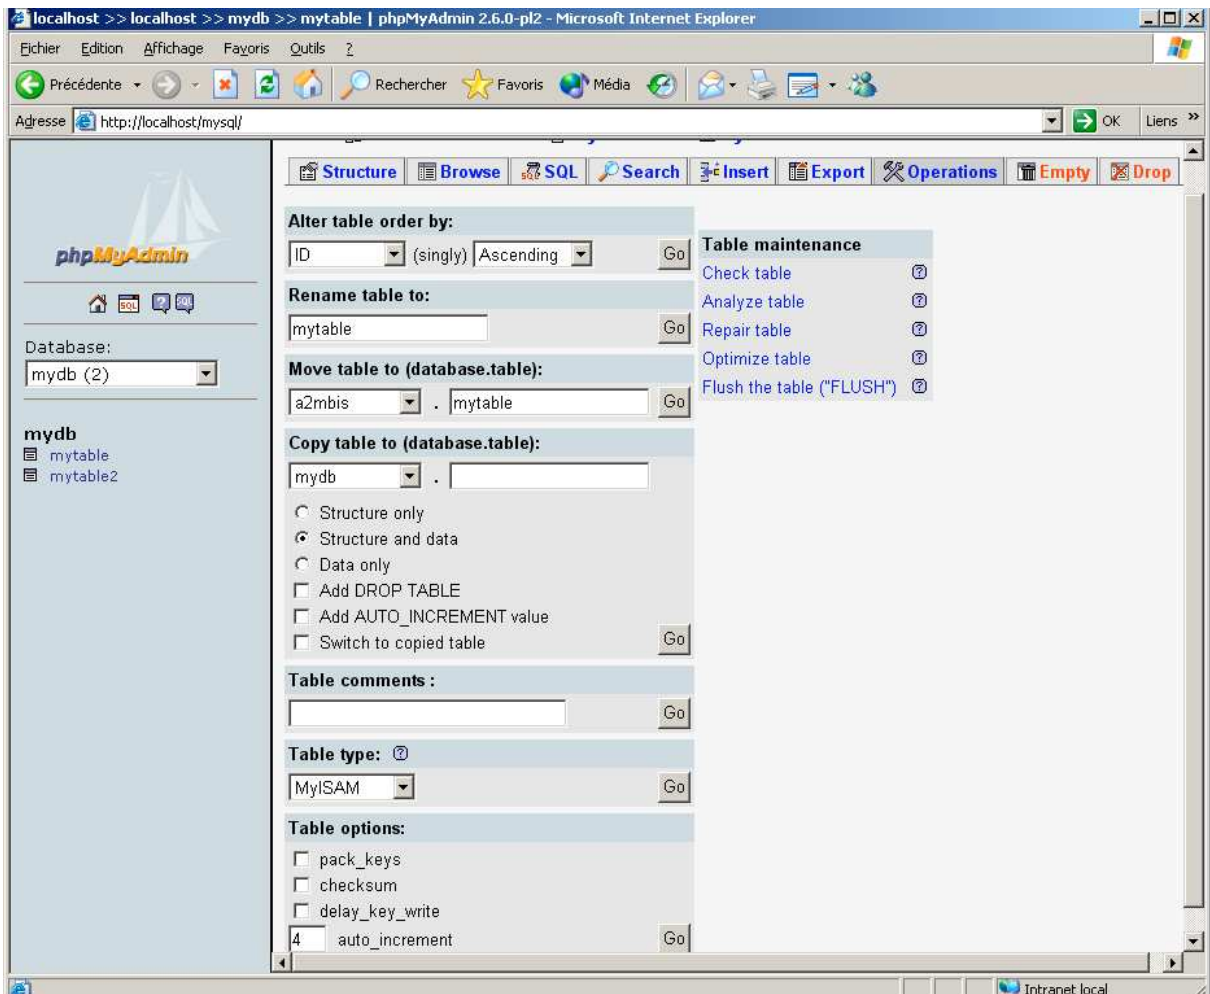 localhost >> localhost >> mydb >> mytable | phpMyAdmin 2.6.0-pl2 - Microsoft Internet Explorer
Fichier Edition Affichage Favoris Outils ?
Précédente Rechercher Favoris Média
Adresse http://localhost/mysql/ OK Liens »
Structure Browse SQL Search Insert Export Operations Empty Drop
phpMyAdmin
SQL ? SQL
Database:
mydb (2)
mydb
mytable
mytable2
Alter table order by:
ID (singly) Ascending Go
Rename table to:
mytable Go
Move table to (database.table):
a2mbis . mytable Go
Copy table to (database.table):
mydb .
Structure only
Structure and data
Data only
Add DROP TABLE
Add AUTO_INCREMENT value
Switch to copied table Go
Table comments :
Go
Table type: ?
MyISAM Go
Table options:
pack_keys
checksum
delay_key_write
4 auto_increment Go
Table maintenance
Check table ?
Analyze table ?
Repair table ?
Optimize table ?
Flush the table ("FLUSH") ?
Intranet local